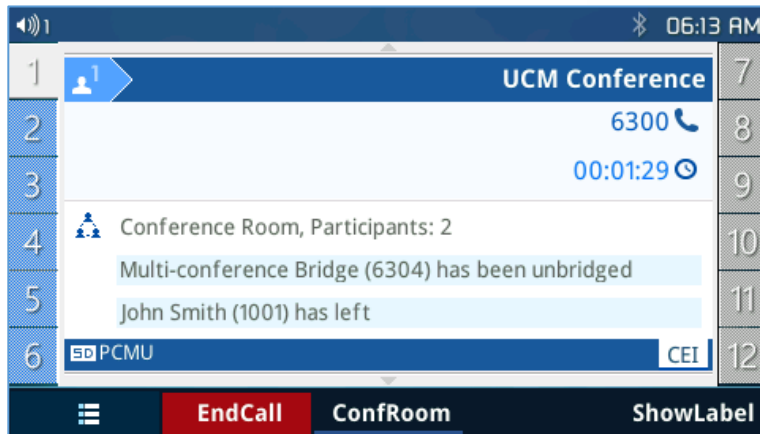 1 06:13 AM
1 1 UCM Conference 7
2 6300 8
3 00:01:29 9
4 Conference Room, Participants: 2 10
Multi-conference Bridge (6304) has been unbridged
5 John Smith (1001) has left 11
6 SD PCMU CEI 12
EndCall ConfRoom ShowLabel